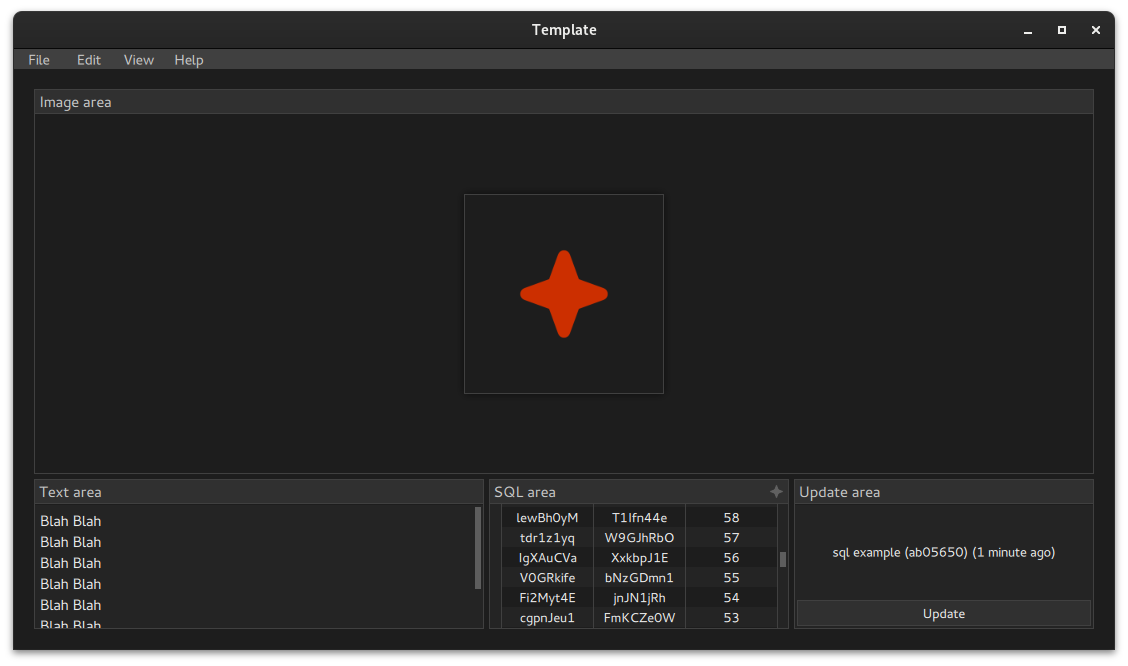 Template
File Edit View Help
Image area
Text area
Blah Blah
Blah Blah
Blah Blah
Blah Blah
Blah Blah
Blah Blah
SQL area
lewBh0yM T1Ifn44e 58
tdr1z1yq W9GJhRbO 57
IgXAuCVa XxkbpJ1E 56
V0GRkife bNzGDmn1 55
Fi2Myt4E jnJN1jRh 54
cgpnJeu1 FmKCZe0W 53
Update area
sql example (ab05650) (1 minute ago)
Update